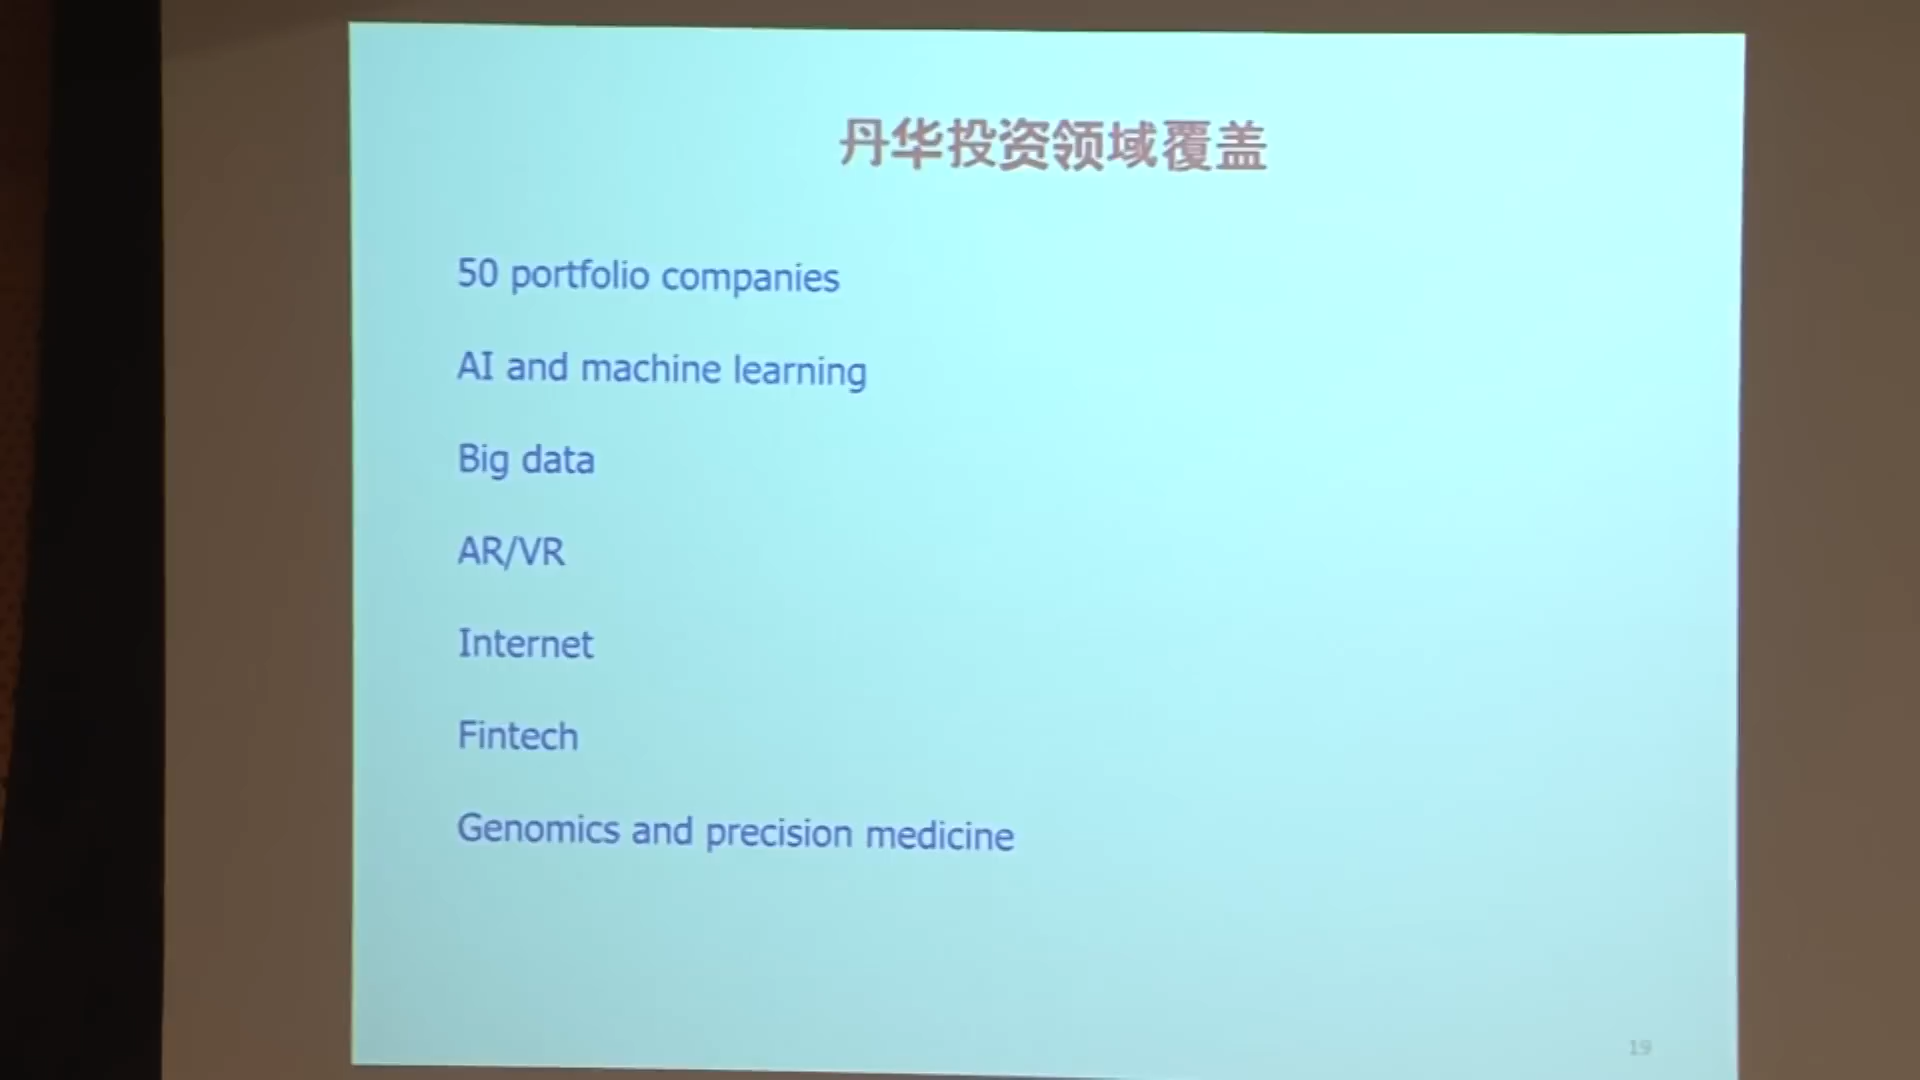 丹华投资领域覆盖
50 portfolio companies
AI and machine learning
Big data
AR/VR
Internet
Fintech
Genomics and precision medicine
19